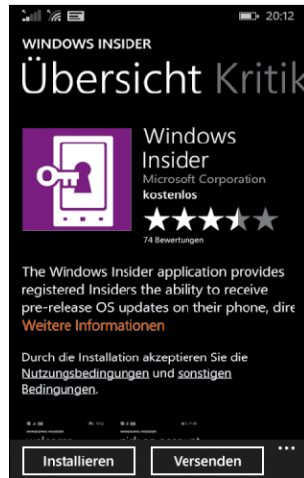 20:12
WINDOWS INSIDER
Übersicht Kritik
Windows
Insider
Microsoft Corporation
kostenlos
74 Bewertungen
The Windows Insider application provides
registered Insiders the ability to receive
pre-release OS updates on their phone, dire
Weitere Informationen
Durch die Installation akzeptieren Sie die
Nutzungsbedingungen und sonstigen
Bedingungen.
Installieren
Versenden
...